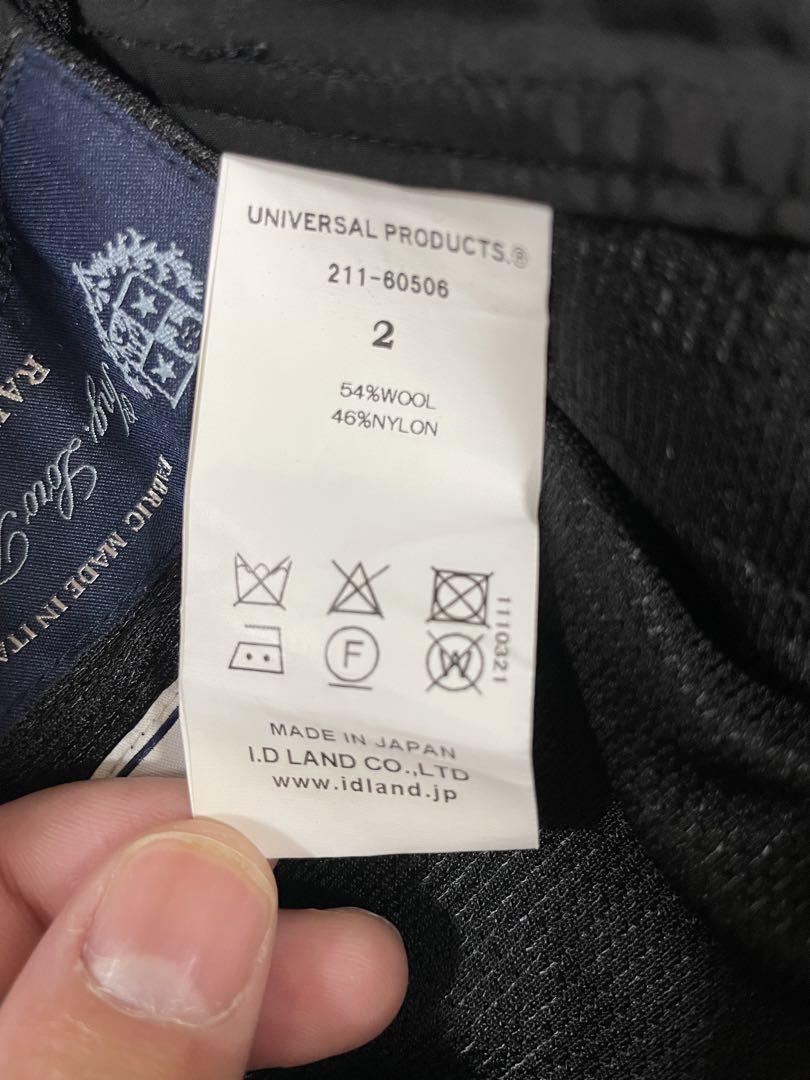 UNIVERSAL PRODUCTS.®
211-60506
2
54%WOOL
46%NYLON
F
W
1110321
MADE IN JAPAN
I.D LAND CO.,LTD
www.idland.jp
FABRIC MADE IN